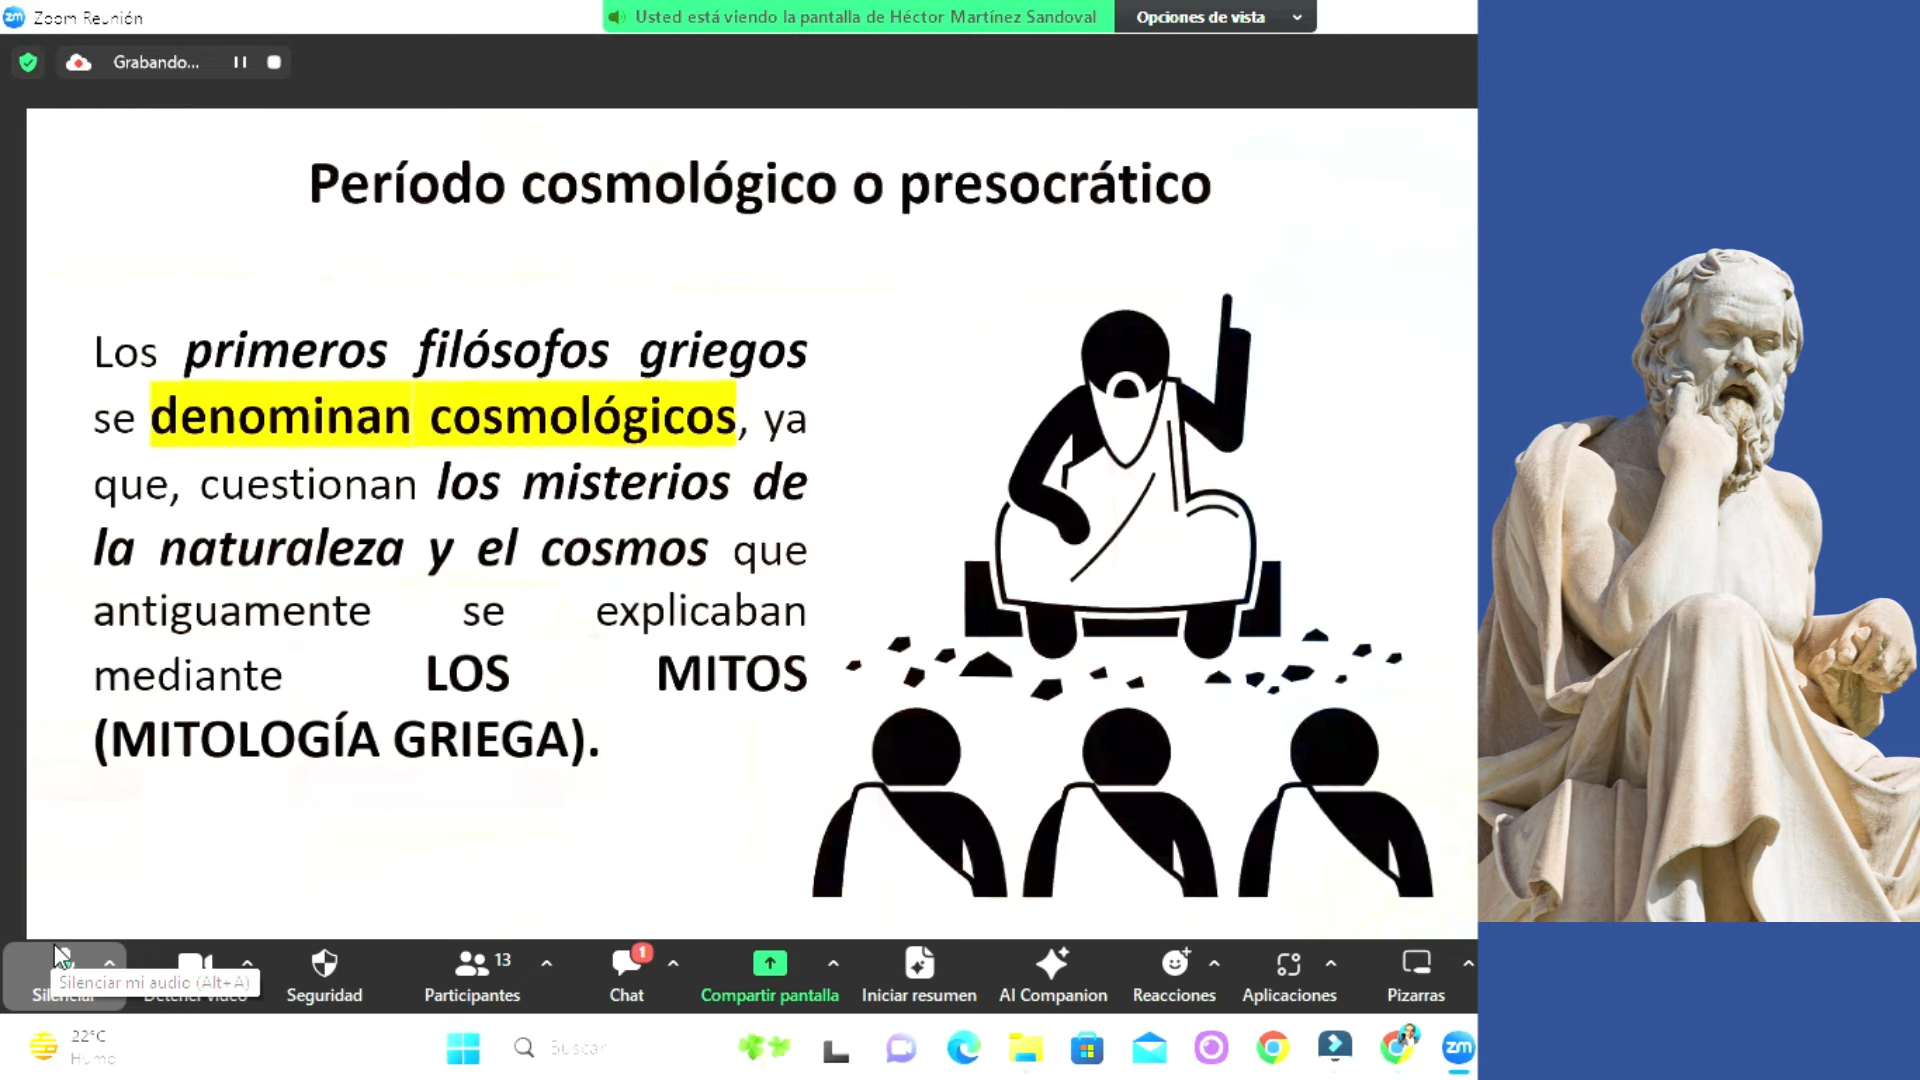 zm Zoom Reunión
Usted está viendo la pantalla de Héctor Martínez Sandoval
Opciones de vista
Grabando...
Período cosmológico o presocrático
Los primeros filósofos griegos
se denominan cosmológicos, ya
que, cuestionan los misterios de
la naturaleza y el cosmos que
antiguamente se explicaban
mediante LOS MITOS
(MITOLOGÍA GRIEGA).
13
1
Silenciar mi audio (Alt+A)
Silenciar Detener video Seguridad Participantes Chat Compartir pantalla Iniciar resumen AI Companion Reacciones Aplicaciones Pizarras
22°C
Humo
Buscar
zm